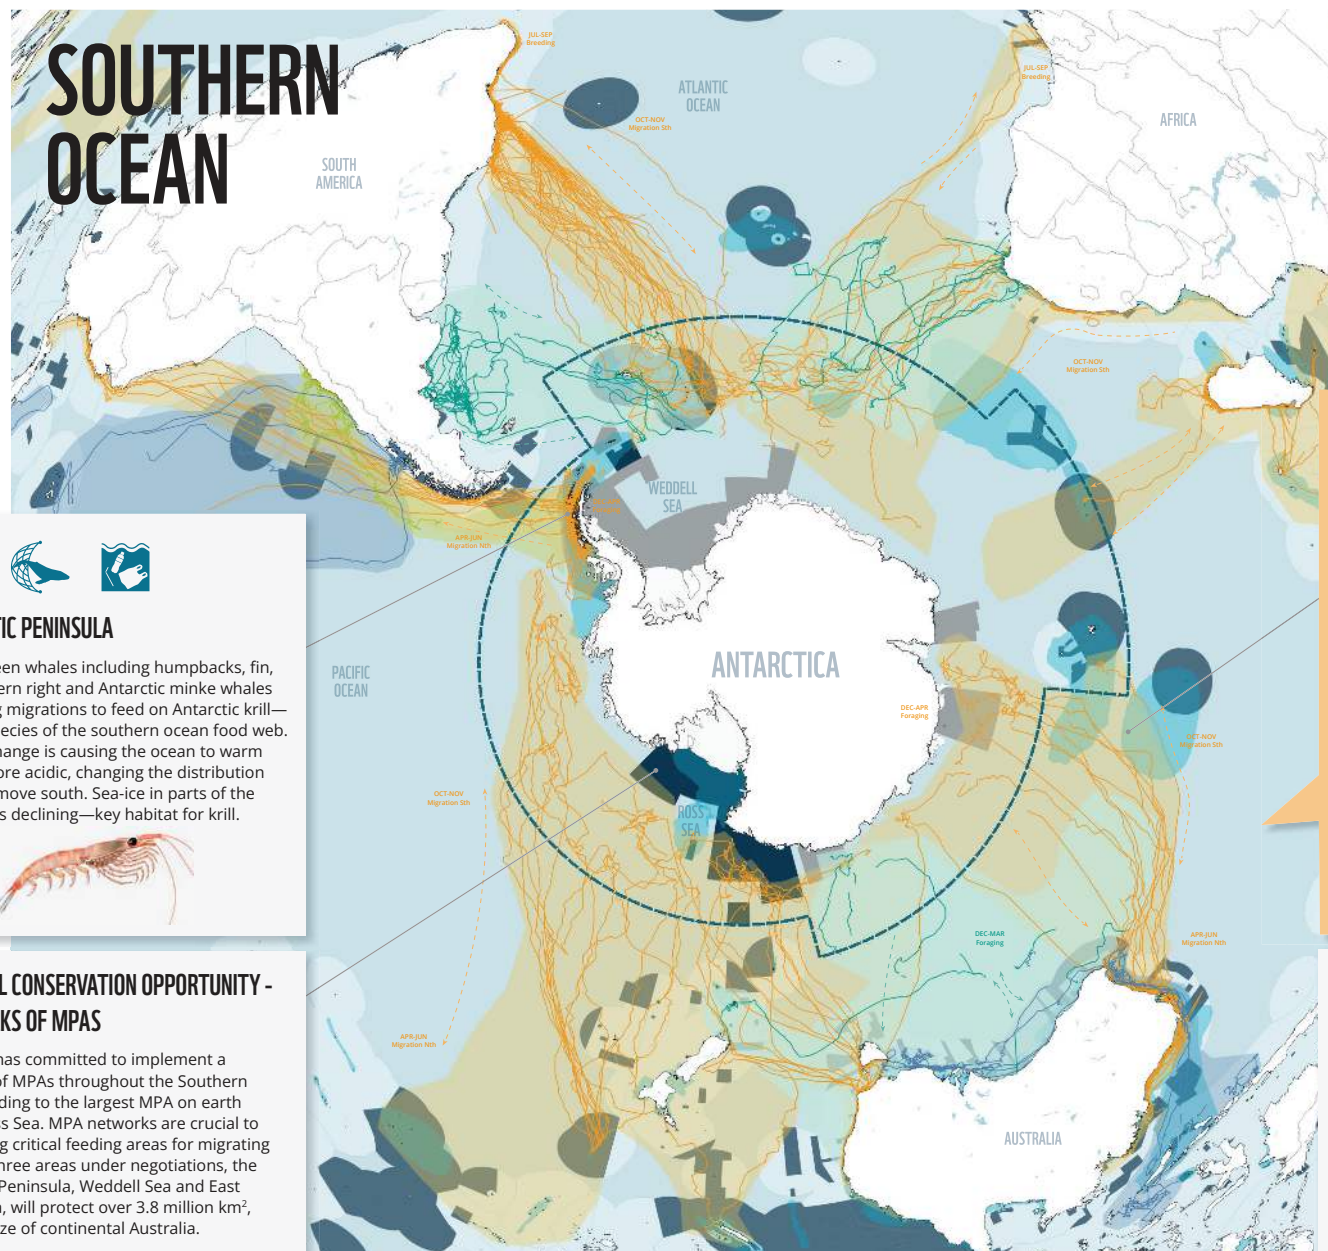 SOUTHERN
OCEAN
JUL-SEP
Breeding
ATLANTIC
OCEAN
JUL-SEP
Breeding
OCT-NOV
Migration Sth
AFRICA
SOUTH
AMERICA
OCT-NOV
Migration Sth
WEDDELL
SEA
APR-JUN
Migration Nth
TIC PENINSULA
een whales including humpbacks, fin,
ern right and Antarctic minke whales
g migrations to feed on Antarctic krill—
ecies of the southern ocean food web.
hange is causing the ocean to warm
ore acidic, changing the distribution
move south. Sea-ice in parts of the
s declining—key habitat for krill.
PACIFIC
OCEAN
ANTARCTICA
DEC-APR
Foraging
OCT-NOV
Migration Sth
OCT-NOV
Migration Sth
ROSS
SEA
DEC-MAR
Foraging
APR-JUN
Migration Nth
APR-JUN
Migration Nth
AUSTRALIA
L CONSERVATION OPPORTUNITY -
KS OF MPAS
has committed to implement a
of MPAs throughout the Southern
ding to the largest MPA on earth
ss Sea. MPA networks are crucial to
g critical feeding areas for migrating
hree areas under negotiations, the
Peninsula, Weddell Sea and East
, will protect over 3.8 million km²,
ze of continental Australia.